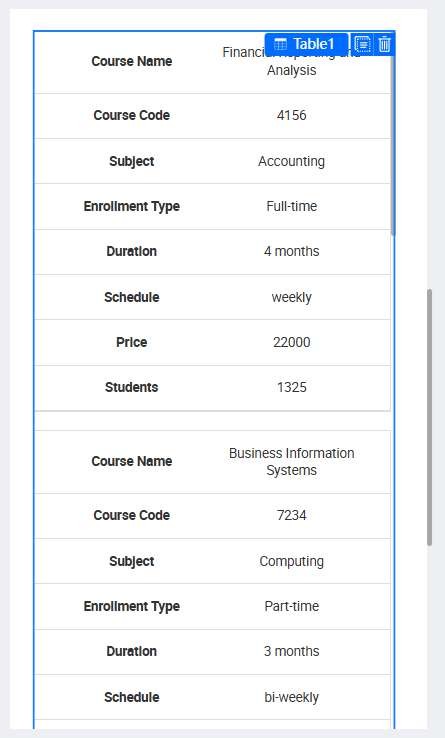 Table1
Course Name Financial Reporting and
Analysis
Course Code 4156
Subject Accounting
Enrollment Type Full-time
Duration 4 months
Schedule weekly
Price 22000
Students 1325
Course Name Business Information
Systems
Course Code 7234
Subject Computing
Enrollment Type Part-time
Duration 3 months
Schedule bi-weekly